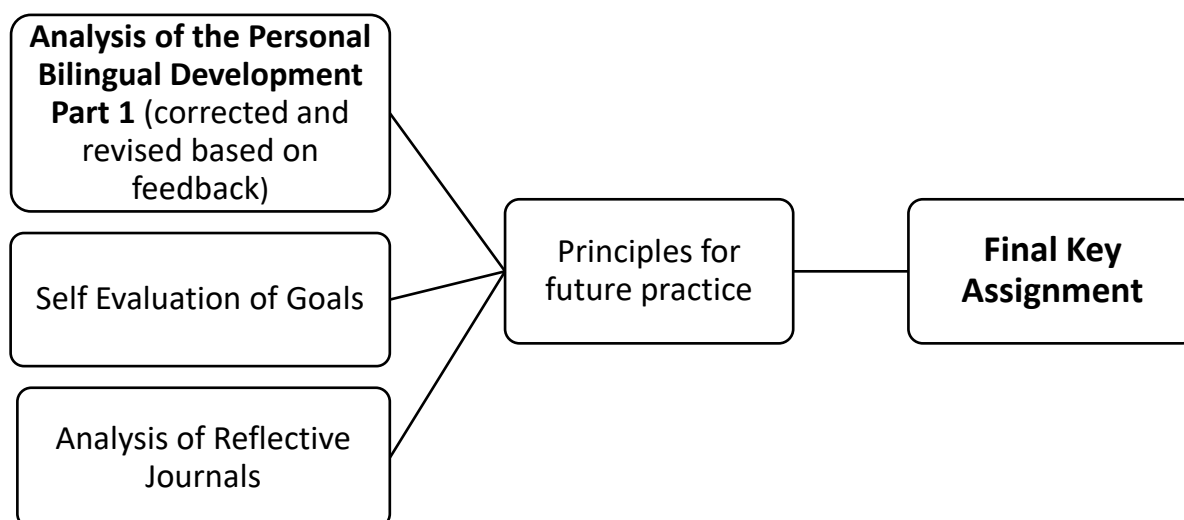 Analysis of the Personal
Bilingual Development
Part 1 (corrected and
revised based on
feedback)
Self Evaluation of Goals
Analysis of Reflective
Journals
Principles for
future practice
Final Key
Assignment